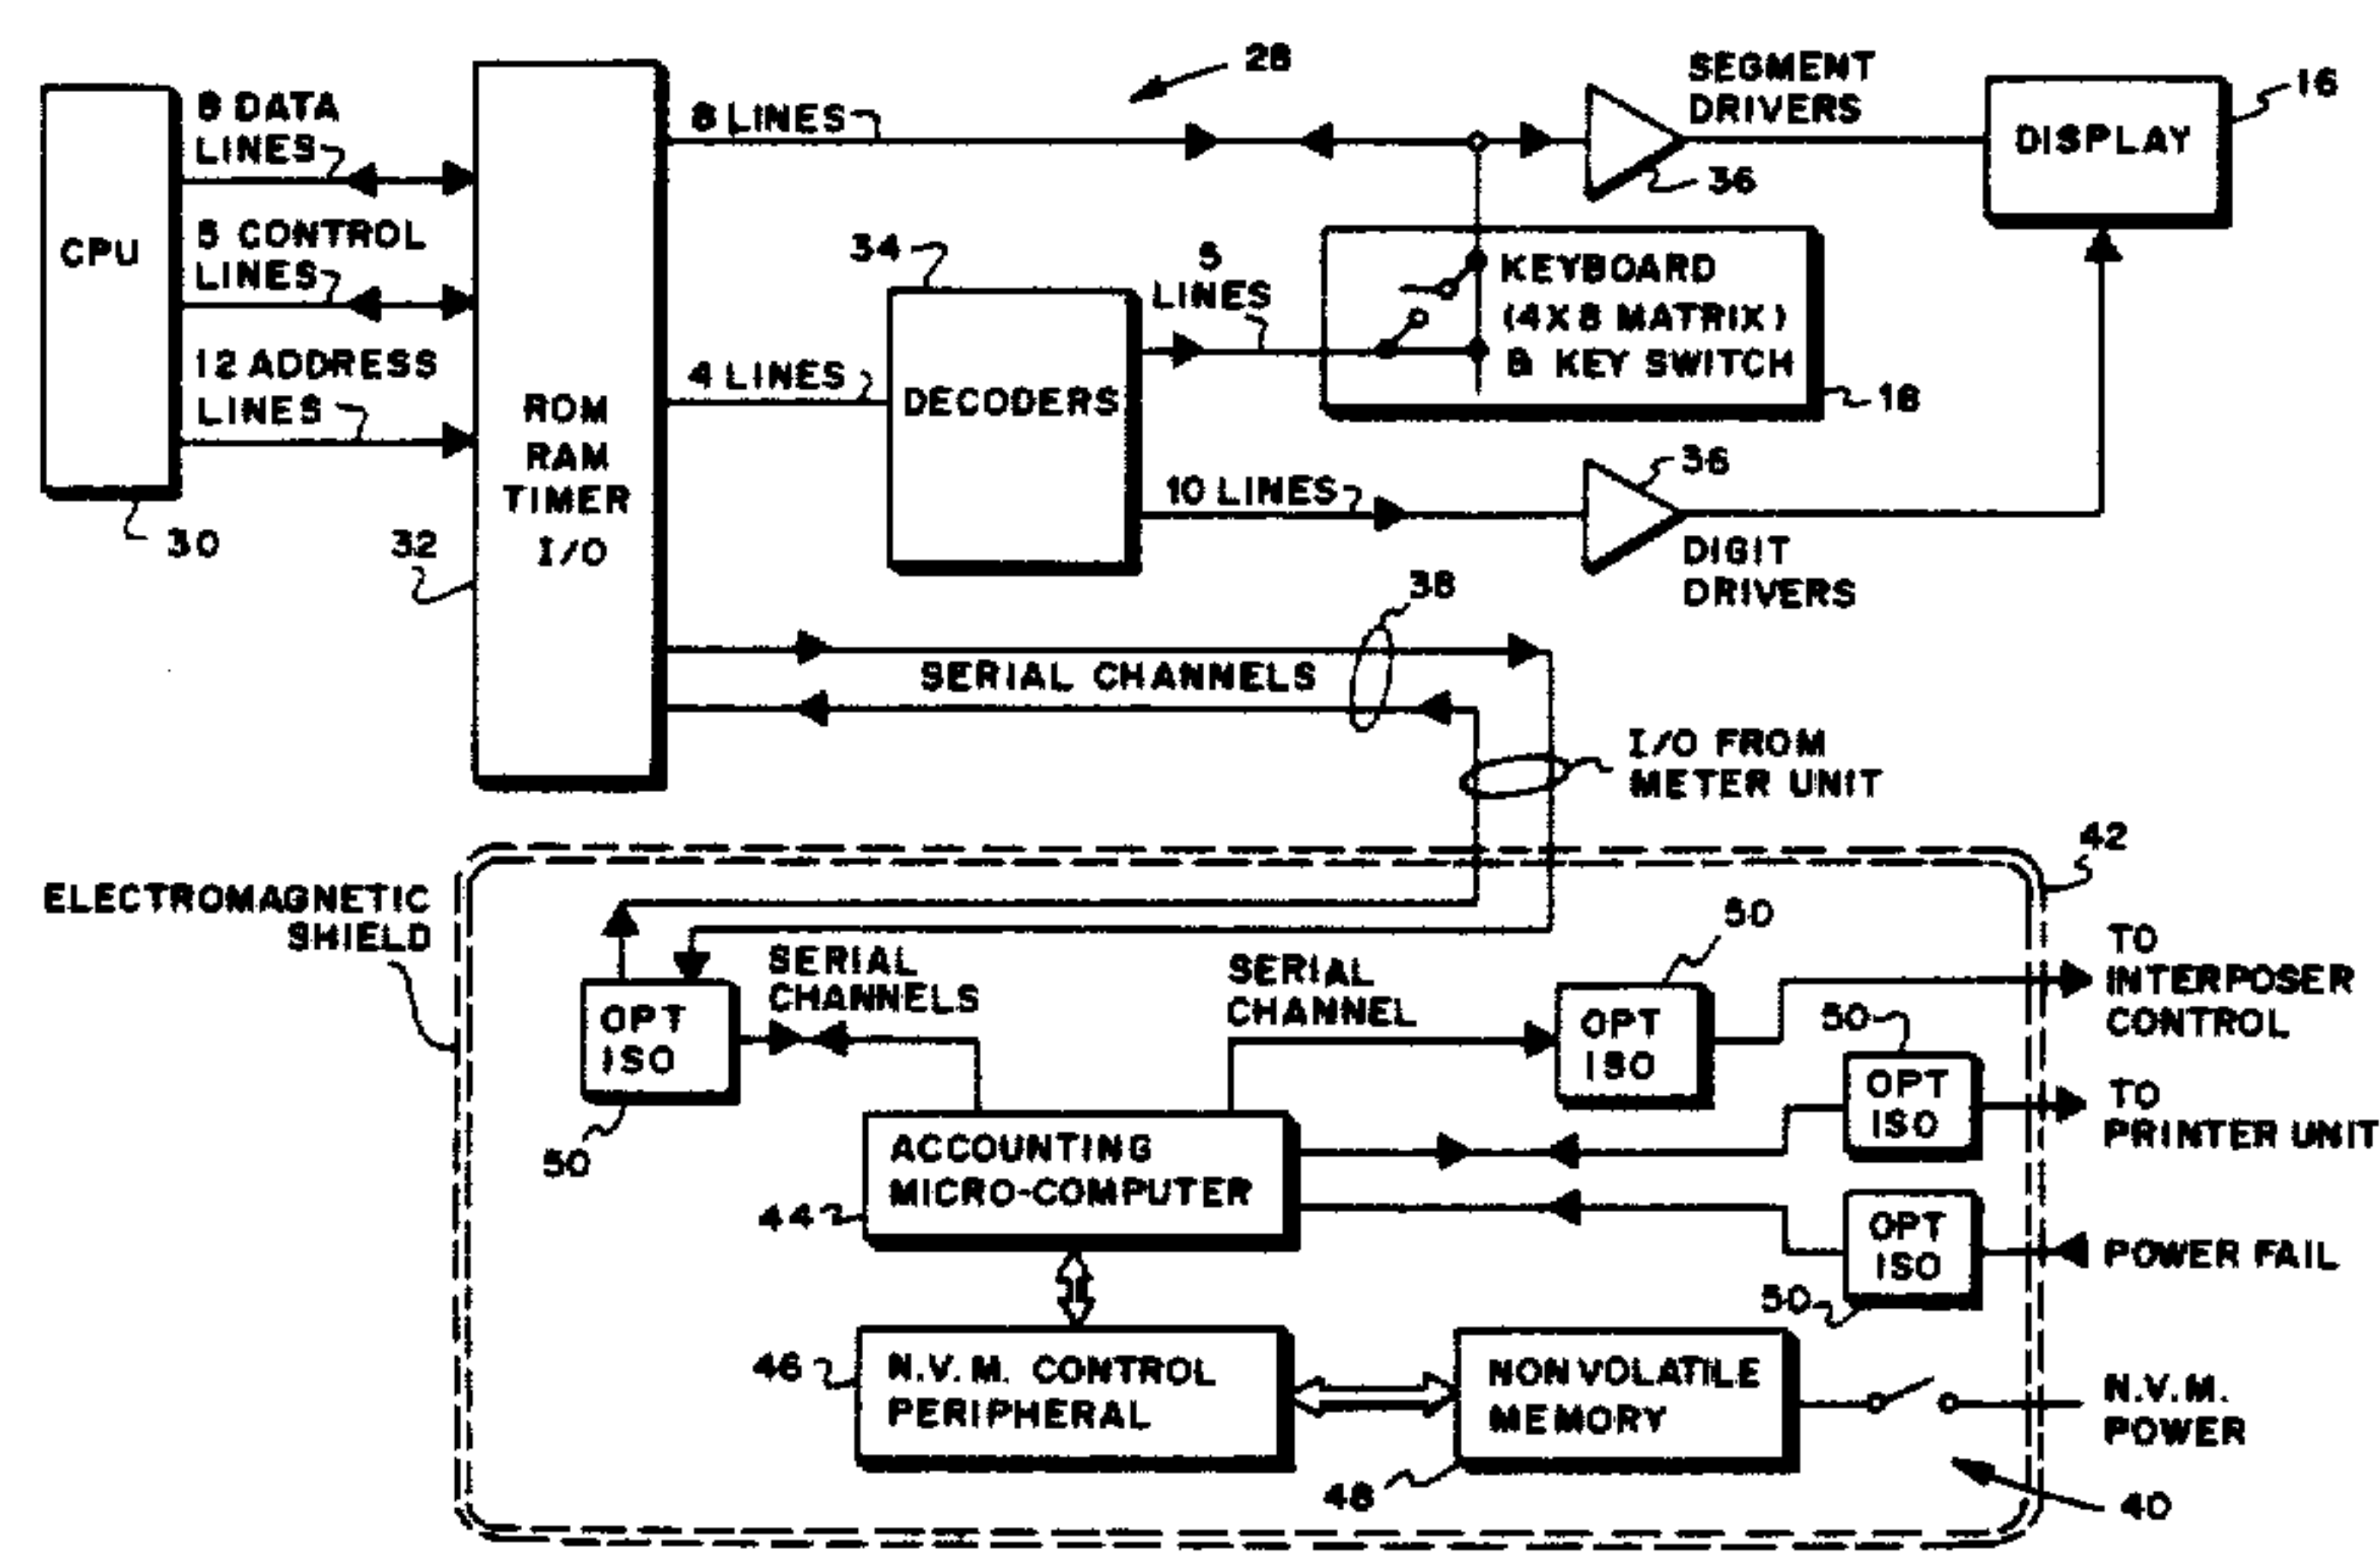 28
SEGMENT
DRIVERS
16
8 DATA
LINES
8 LINES
DISPLAY
36
CPU
5 CONTROL
LINES
34
5
LINES
KEYBOARD
(4X8 MATRIX)
& KEY SWITCH
18
12 ADDRESS
LINES
4 LINES
DECODERS
ROM
RAM
TIMER
I/O
10 LINES
36
DIGIT
DRIVERS
30
32
38
SERIAL CHANNELS
I/O FROM
METER UNIT
42
ELECTROMAGNETIC
SHIELD
50
TO
INTERPOSER
CONTROL
SERIAL
CHANNELS
SERIAL
CHANNEL
OPT
ISO
50
OPT
ISO
50
OPT
ISO
TO
PRINTER UNIT
ACCOUNTING
MICRO-COMPUTER
44
OPT
ISO
50
POWER FAIL
46
N.V.M. CONTROL
PERIPHERAL
NONVOLATILE
MEMORY
48
N.V.M.
POWER
40